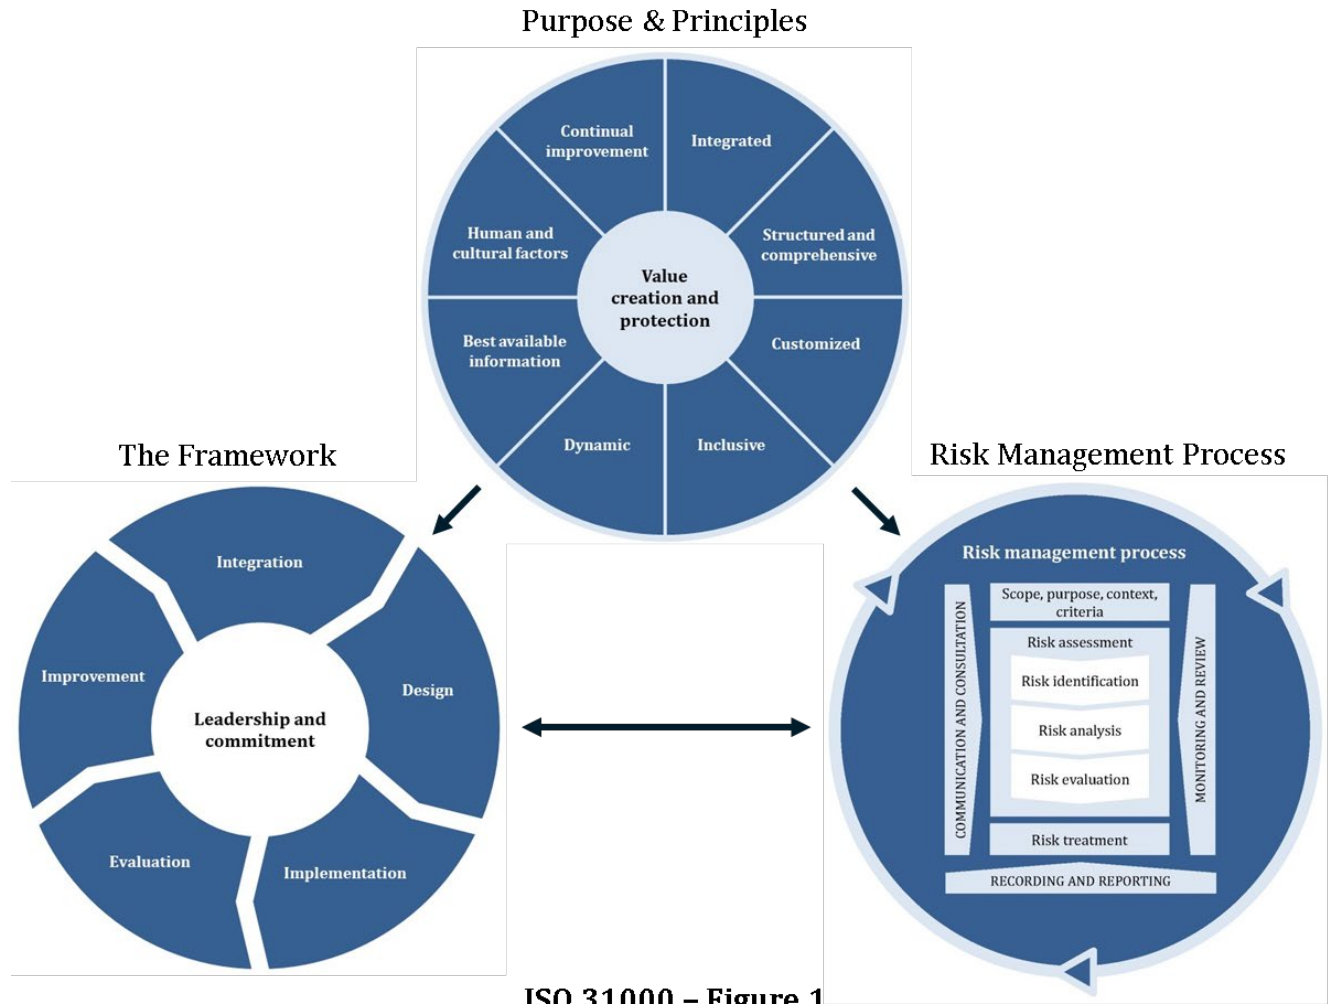 Purpose & Principles
Continual
improvement
Integrated
Human and
cultural factors
Structured and
comprehensive
Value
creation and
protection
Best available
information
Customized
Dynamic
Inclusive
The Framework
Integration
Improvement
Design
Leadership and
commitment
Evaluation
Implementation
Risk Management Process
Risk management process
Scope, purpose, context,
criteria
Risk assessment
Risk identification
Risk analysis
Risk evaluation
Risk treatment
COMMUNICATION AND CONSULTATION
MONITORING AND REVIEW
RECORDING AND REPORTING
ISO 31000 – Figure 1